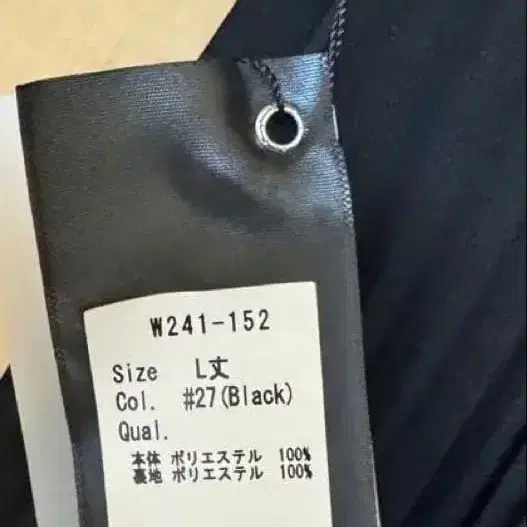 W241-152
Size L丈
Col. #27(Black)
Qual.
本体 ポリエステル 100%
裏地 ポリエステル 100%